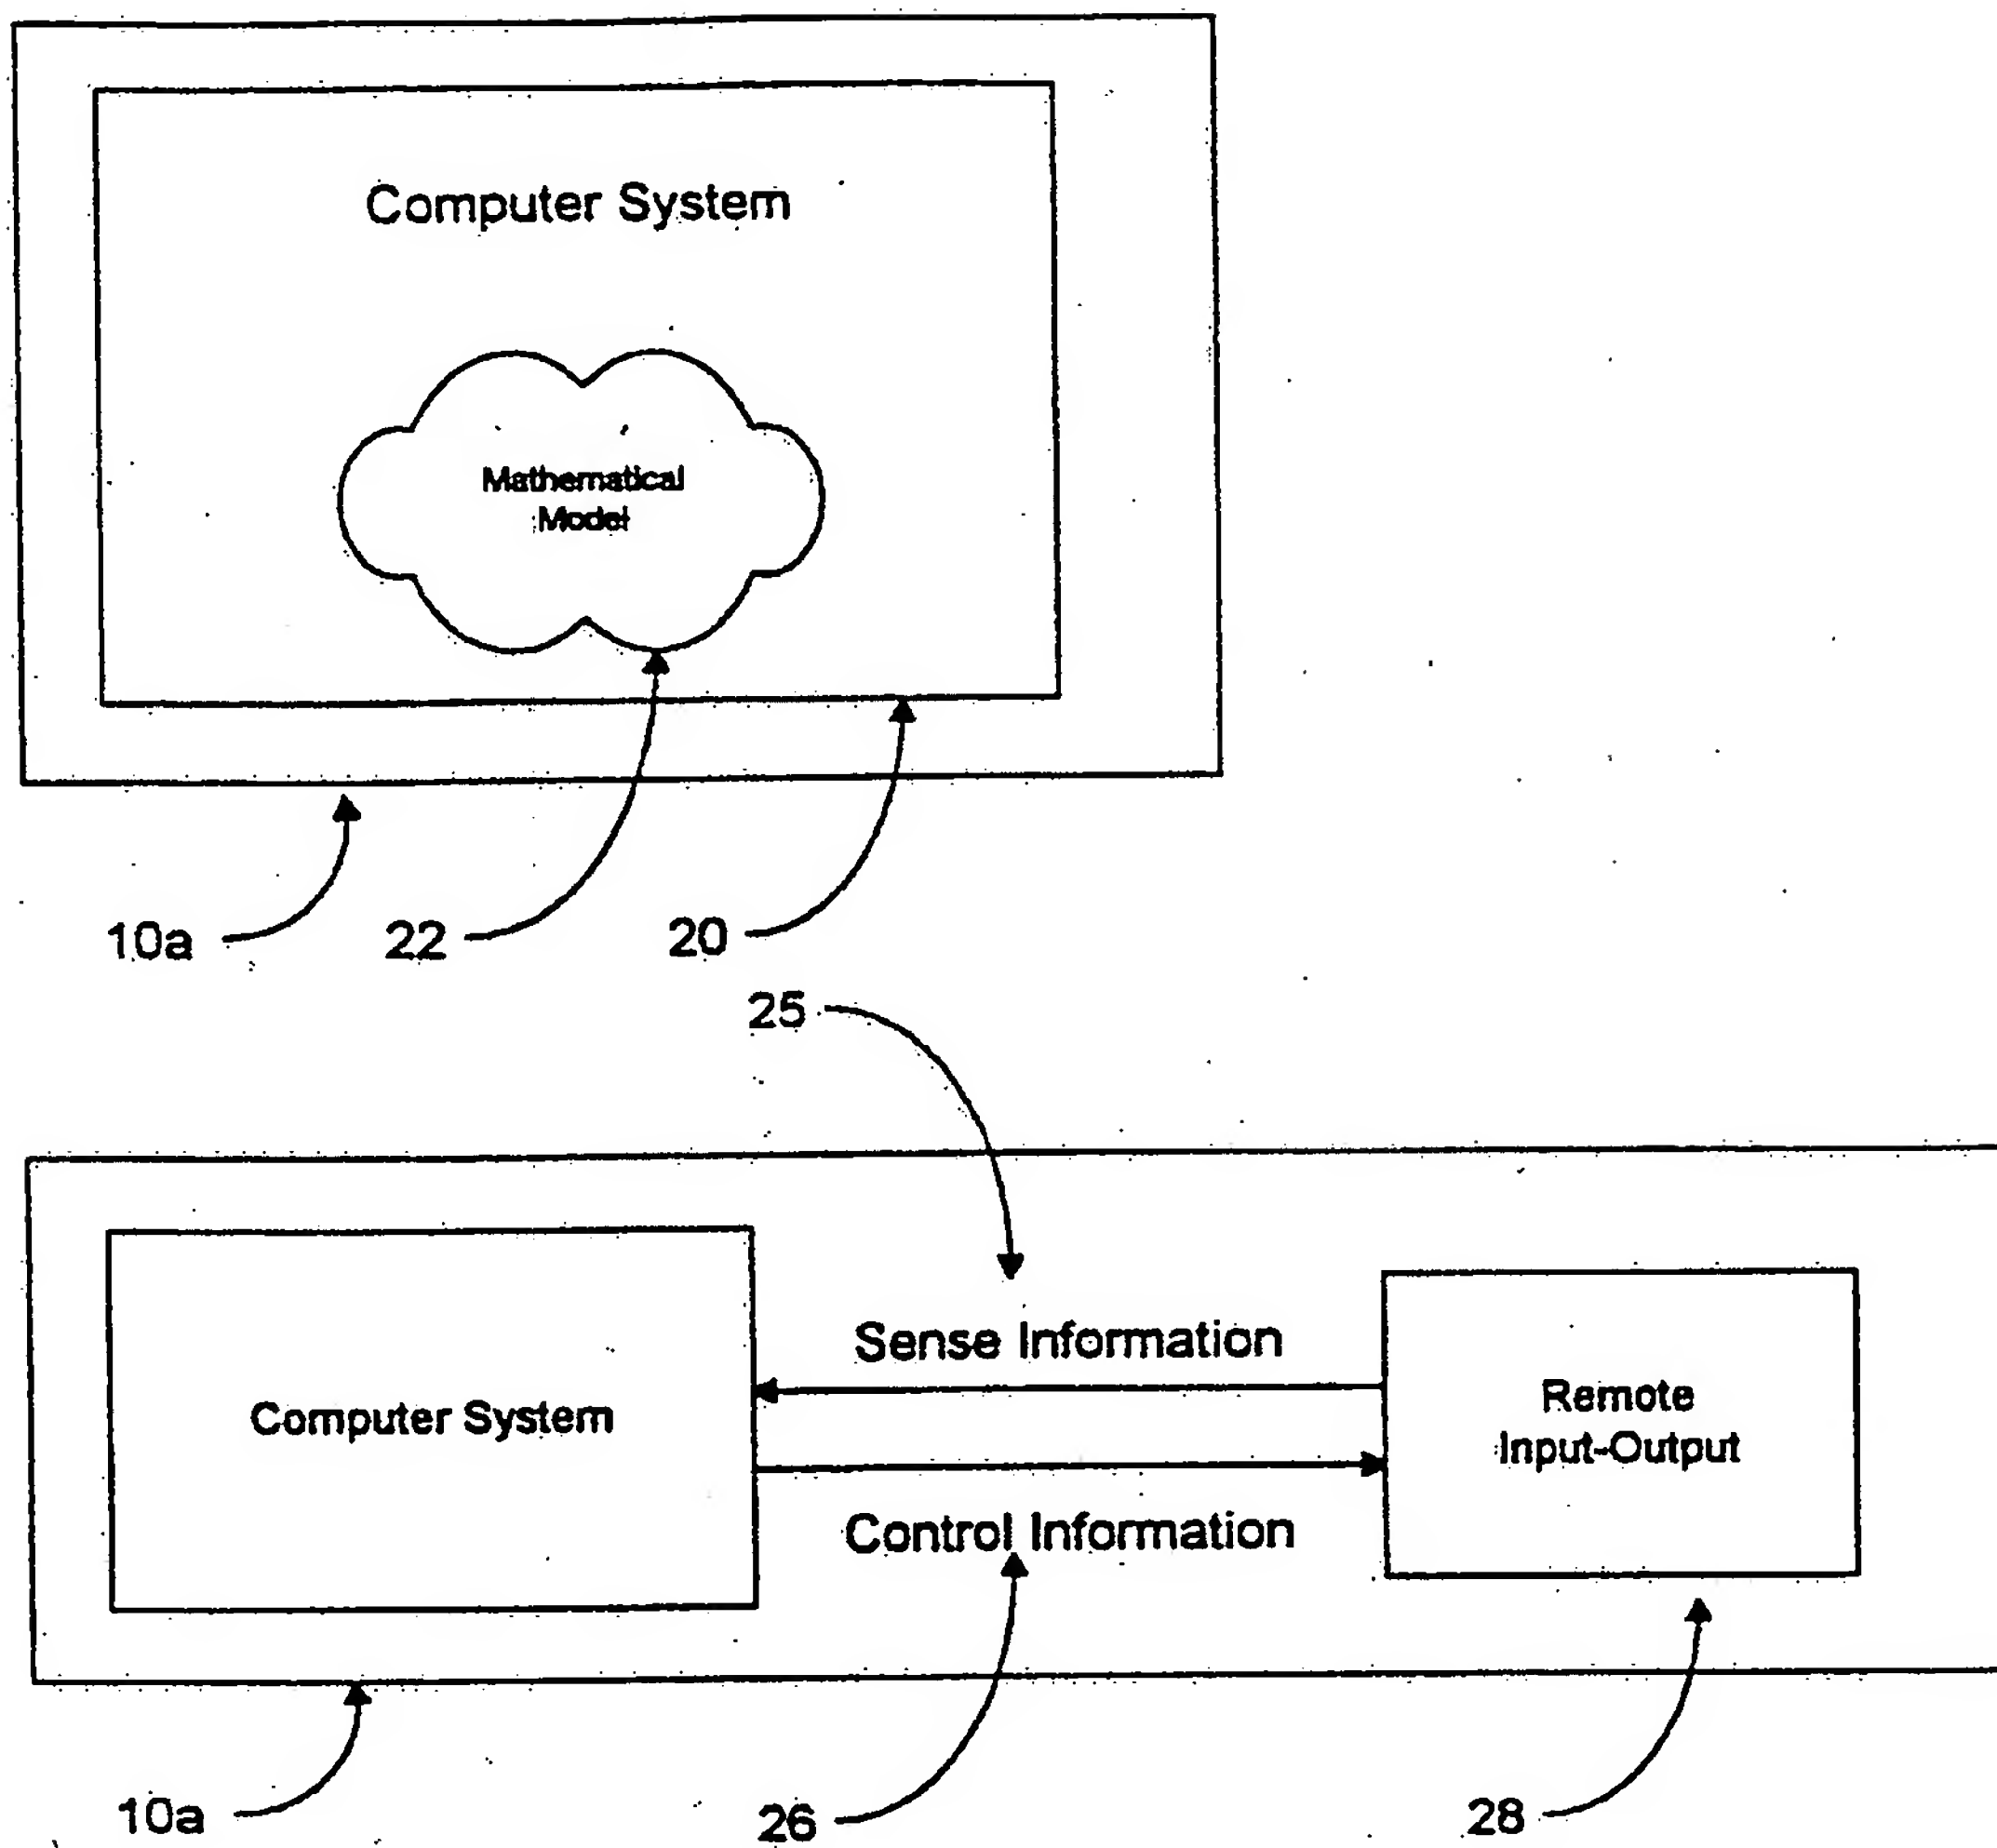 Computer System
Mathematical
Model
10a
22
20
25
Sense Information
Computer System
Remote
Input-Output
Control Information
10a
26
28